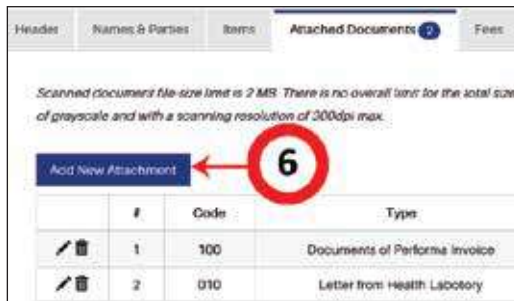 Header Names & Parties Items Attached Documents 2 Fees
Scanned document file-size limit is 2 MB. There is no overall limit for the total size
of grayscale and with a scanning resolution of 300dpi max.
Add New Attachment 6
# Code Type
1 100 Documents of Performa Invoice
2 010 Letter from Health Labotory